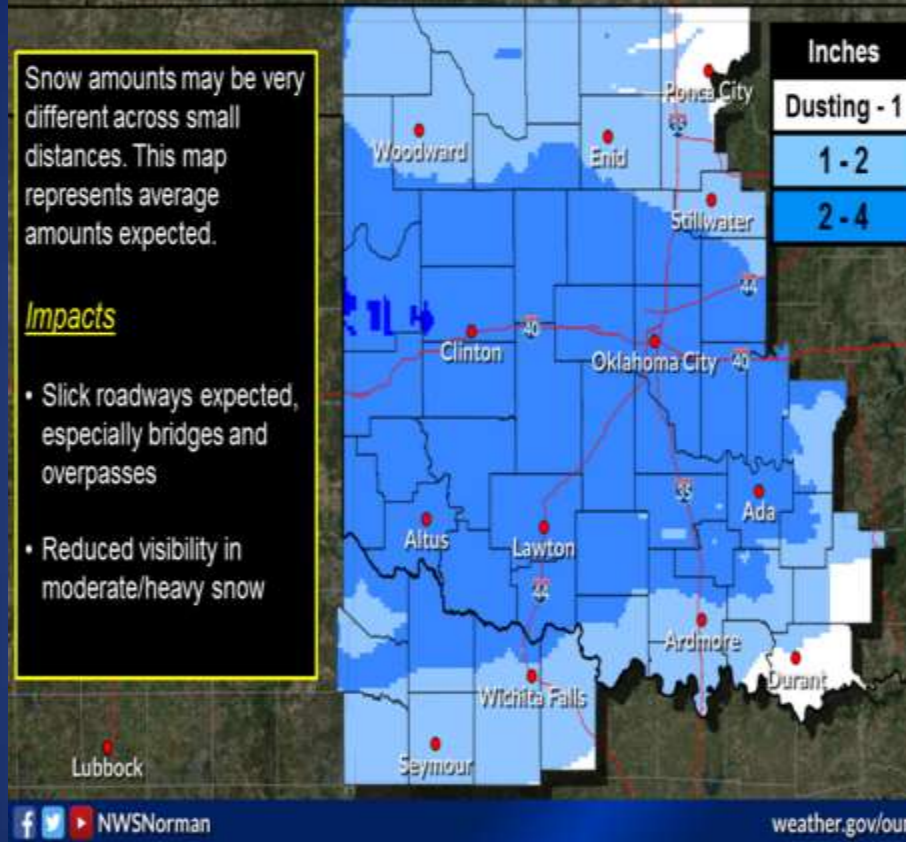 Snow amounts may be very
different across small
distances. This map
represents average
amounts expected.
Impacts
• Slick roadways expected,
especially bridges and
overpasses
• Reduced visibility in
moderate/heavy snow
Inches
Dusting - 1
1 - 2
2 - 4
Ponca City
35
Woodward
Enid
Stillwater
44
Clinton
40
Oklahoma City
40
Altus
Lawton
35
Ada
44
Ardmore
Durant
Wichita Falls
Lubbock
Seymour
NWSNorman
weather.gov/oun